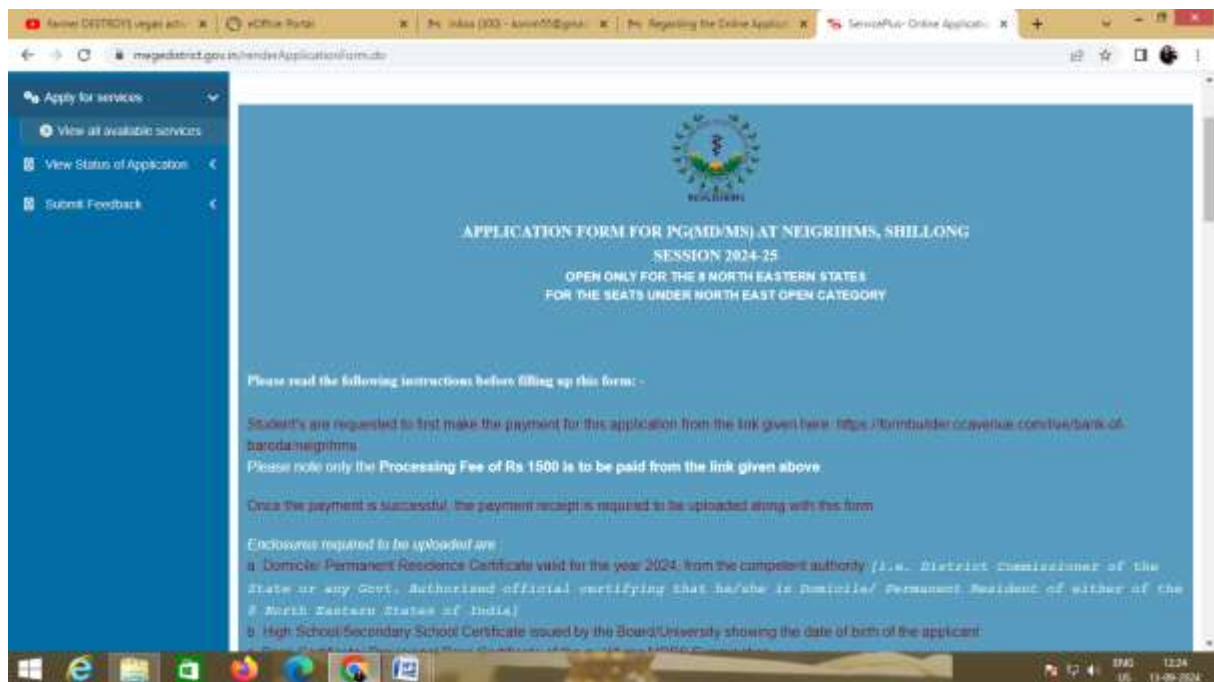 eOffice Portal
ServicePlus- Online Applicati
megedistrict.gov.in/renderApplicationForm.do
Apply for services
View all available services
View Status of Application
Submit Feedback
NEIGRIHMS
APPLICATION FORM FOR PG(MD/MS) AT NEIGRIHMS, SHILLONG
SESSION 2024-25
OPEN ONLY FOR THE 8 NORTH EASTERN STATES
FOR THE SEATS UNDER NORTH EAST OPEN CATEGORY
Please read the following instructions before filling up this form: -
Student's are requested to first make the payment for this application from the link given here: https://formbuilder.ccavenue.com/live/bank-of-
baroda/neigrihms
Please note only the Processing Fee of Rs 1500 is to be paid from the link given above
Once the payment is successful, the payment receipt is required to be uploaded along with this form
Enclosures required to be uploaded are :
a. Domicile/ Permanent Residence Certificate valid for the year 2024, from the competent authority (i.e. District Commissioner of the
State or any Govt. Authorised official certifying that he/she is Domicile/ Permanent Resident of either of the
8 North Eastern States of India)
b. High School/Secondary School Certificate issued by the Board/University showing the date of birth of the applicant
ENG 12:24
US 11-09-2024